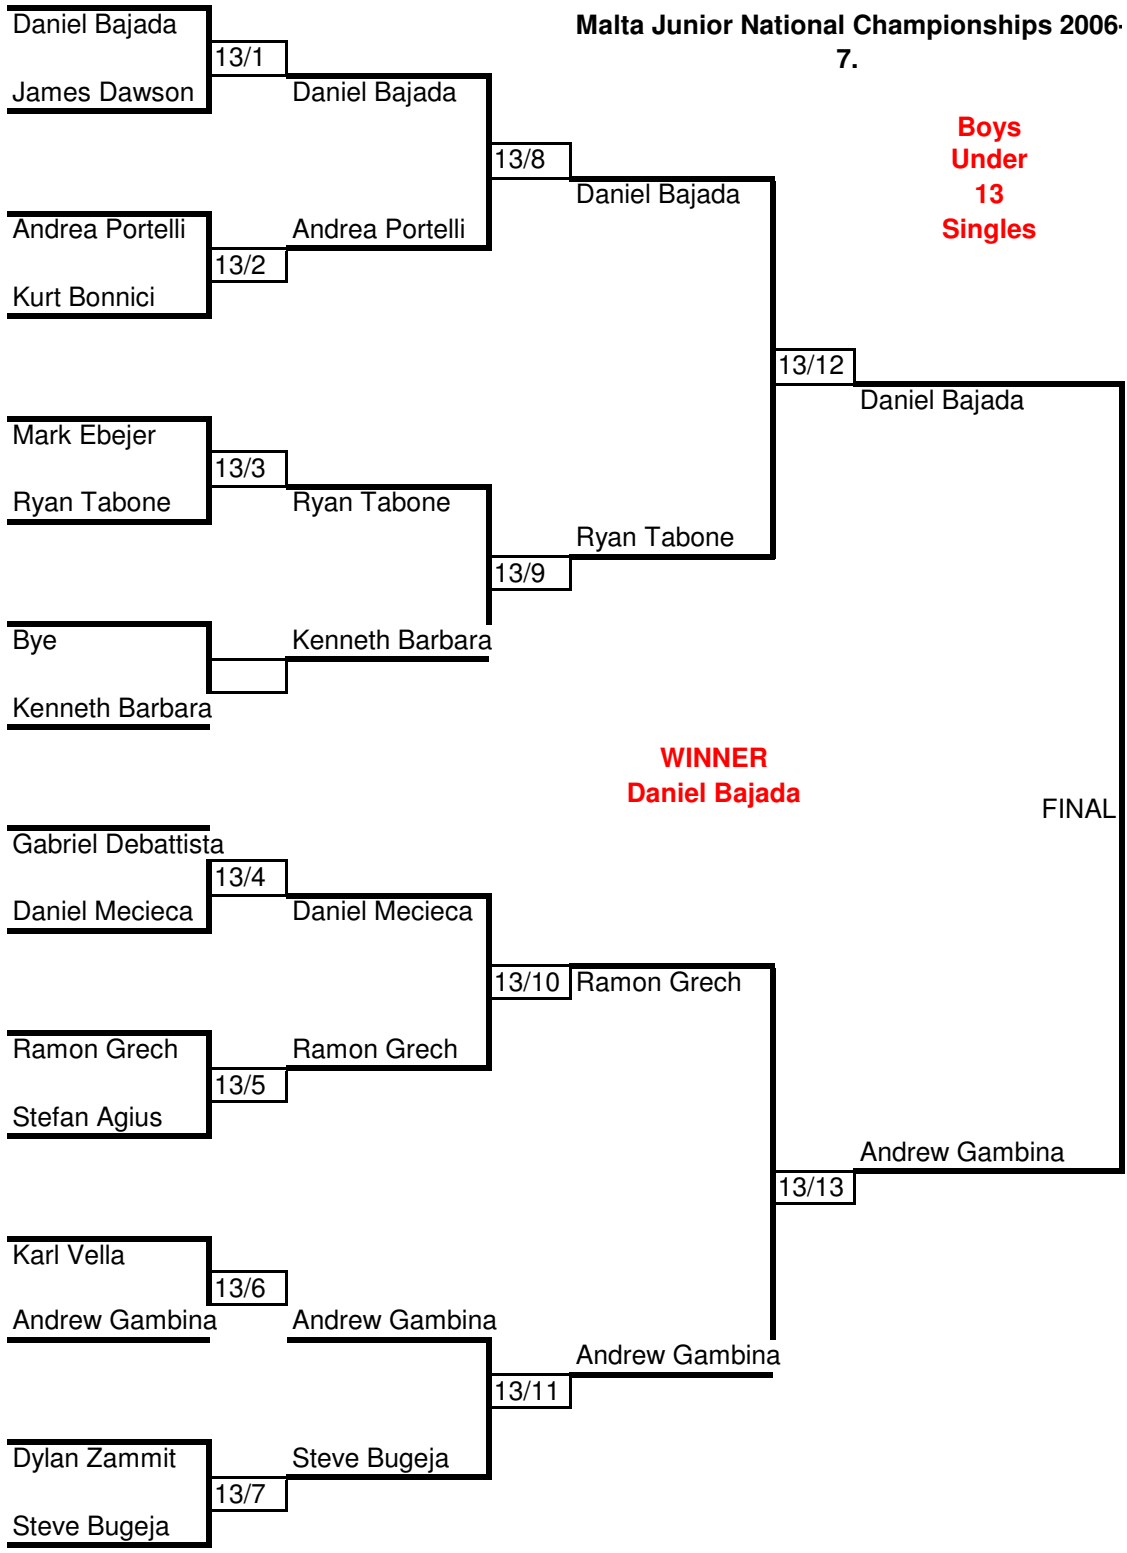 Malta Junior National Championships 2006-
7.
Boys
Under
13
Singles
Daniel Bajada
13/1
James Dawson
Daniel Bajada
13/8
Daniel Bajada
Andrea Portelli
Andrea Portelli
13/2
Kurt Bonnici
13/12
Daniel Bajada
Mark Ebejer
13/3
Ryan Tabone
Ryan Tabone
Ryan Tabone
13/9
Bye
Kenneth Barbara
Kenneth Barbara
WINNER
Daniel Bajada
FINAL
Gabriel Debattista
13/4
Daniel Mecieca
Daniel Mecieca
13/10
Ramon Grech
Ramon Grech
Ramon Grech
13/5
Stefan Agius
Andrew Gambina
13/13
Karl Vella
13/6
Andrew Gambina
Andrew Gambina
Andrew Gambina
13/11
Dylan Zammit
Steve Bugeja
13/7
Steve Bugeja